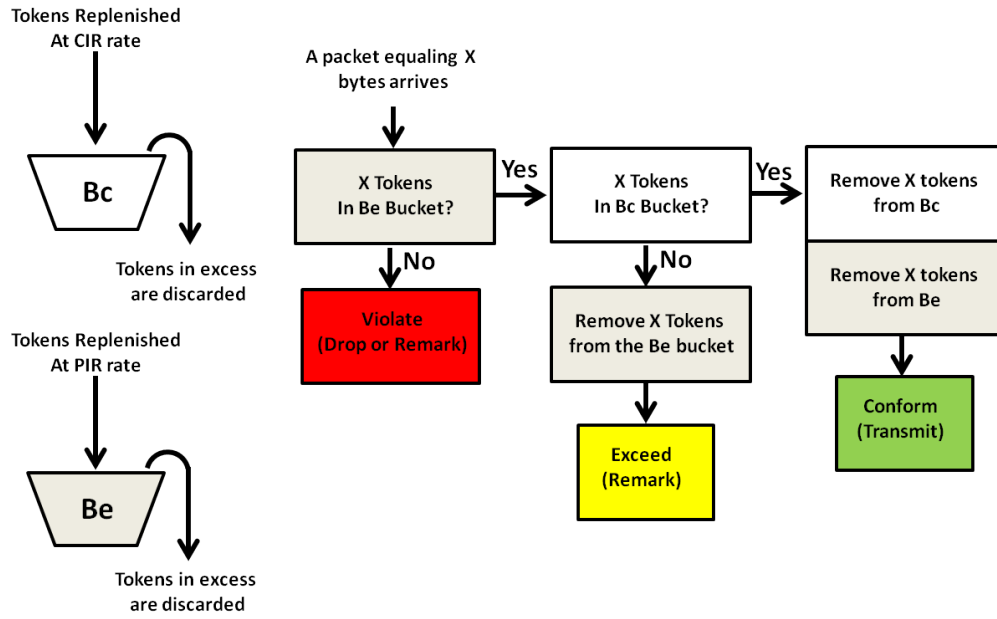 Tokens Replenished
At CIR rate
Bc
Tokens in excess
are discarded
Tokens Replenished
At PIR rate
Be
Tokens in excess
are discarded
A packet equaling X
bytes arrives
X Tokens
In Be Bucket?
Yes
No
Violate
(Drop or Remark)
X Tokens
In Bc Bucket?
Yes
No
Remove X Tokens
from the Be bucket
Exceed
(Remark)
Remove X tokens
from Bc
Remove X tokens
from Be
Conform
(Transmit)